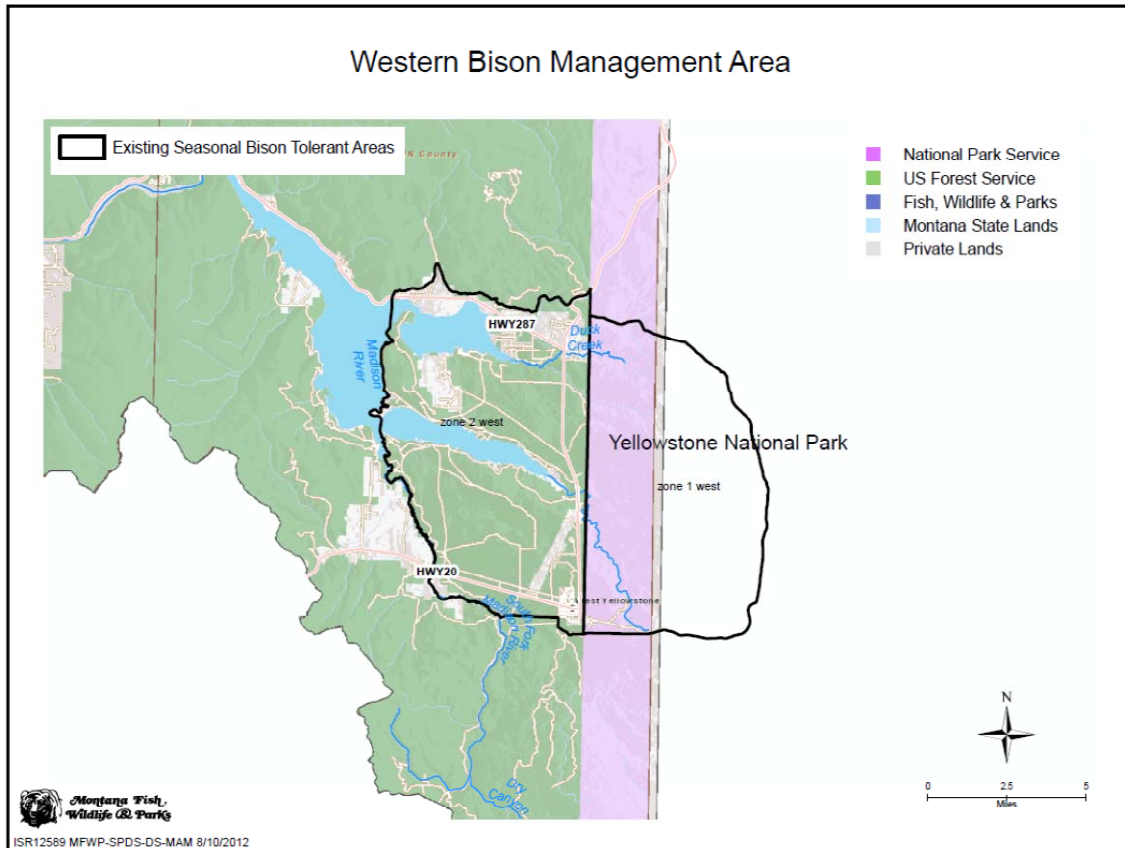 Western Bison Management Area
Existing Seasonal Bison Tolerant Areas
County
National Park Service
US Forest Service
Fish, Wildlife & Parks
Montana State Lands
Private Lands
HWY287
Duck
Creek
Madison
River
zone 2 west
Yellowstone National Park
zone 1 west
HWY20
est Yellowstone
South Fork
Madison River
Dry
Canyon
N
0
2.5
5
Miles
Montana Fish,
Wildlife & Parks
ISR12589 MFWP-SPDS-DS-MAM 8/10/2012